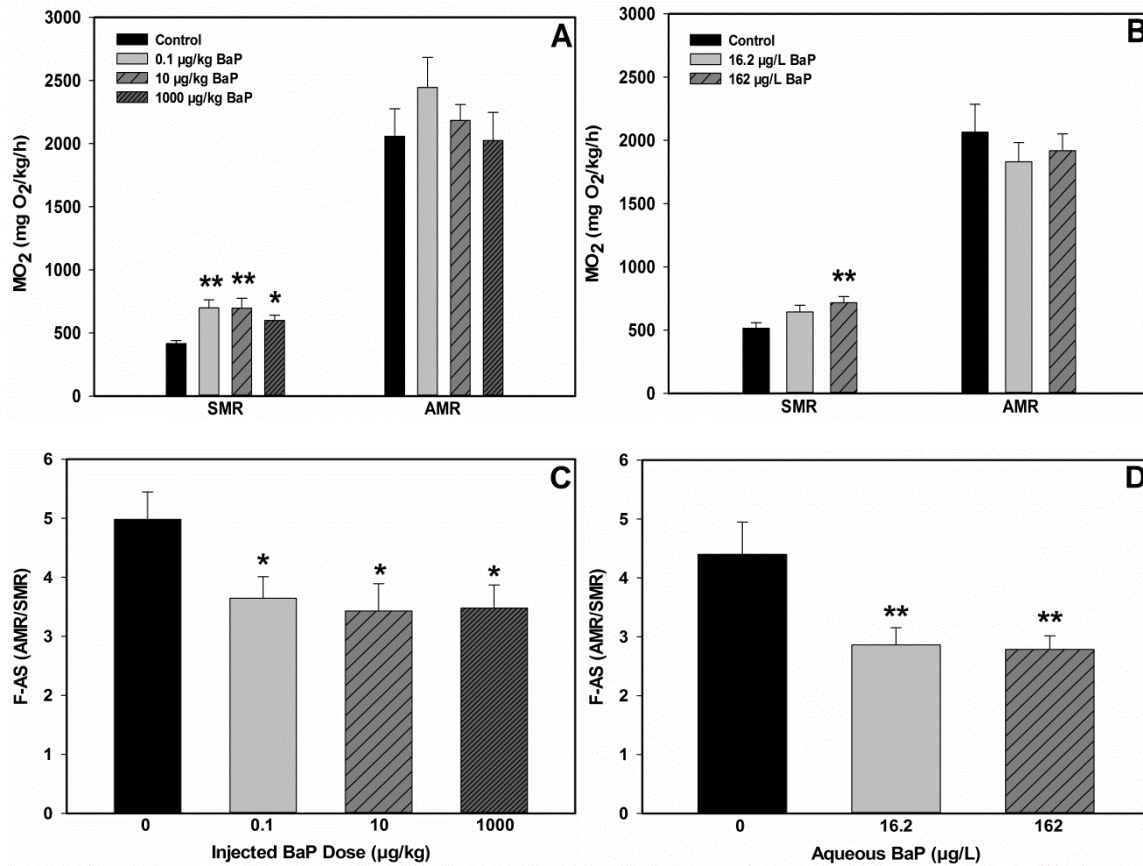 A
Control
0.1 µg/kg BaP
10 µg/kg BaP
1000 µg/kg BaP
3000
2500
2000
1500
1000
500
0
MO2 (mg O2/kg/h)
** ** *
SMR AMR
B
Control
16.2 µg/L BaP
162 µg/L BaP
3000
2500
2000
1500
1000
500
0
MO2 (mg O2/kg/h)
**
SMR AMR
C
6
5
4
3
2
1
0
F-AS (AMR/SMR)
* * *
0 0.1 10 1000
Injected BaP Dose (µg/kg)
D
6
5
4
3
2
1
0
F-AS (AMR/SMR)
** **
0 16.2 162
Aqueous BaP (µg/L)